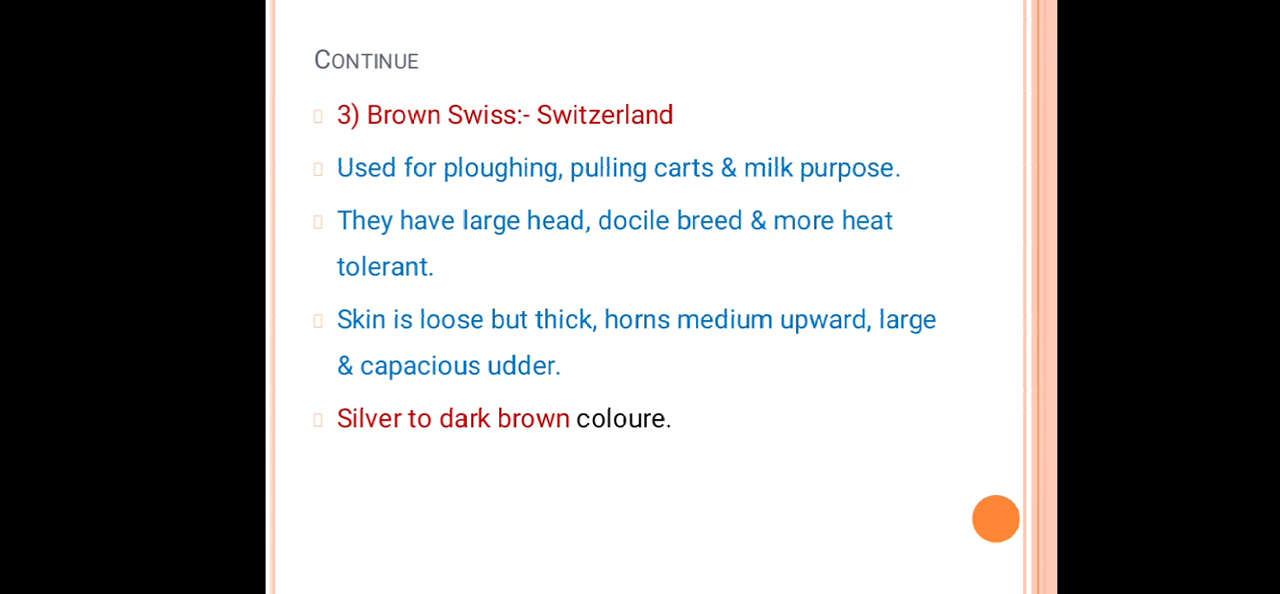 CONTINUE
3) Brown Swiss:- Switzerland
Used for ploughing, pulling carts & milk purpose.
They have large head, docile breed & more heat
tolerant.
Skin is loose but thick, horns medium upward, large
& capacious udder.
Silver to dark brown coloure.